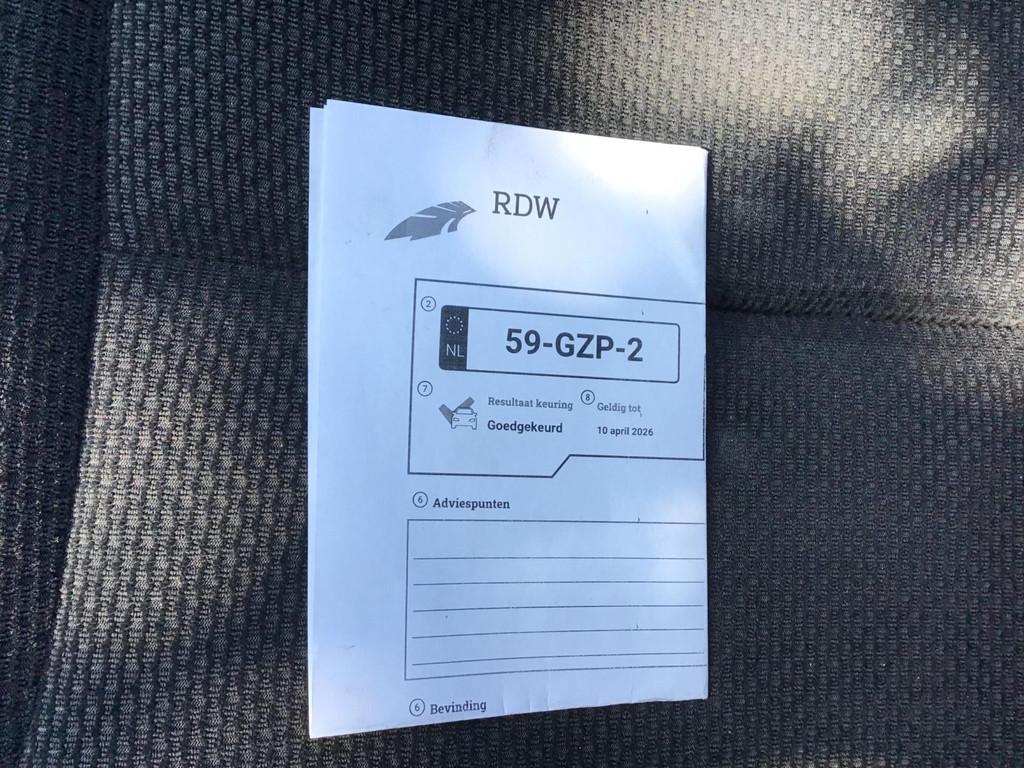 RDW
2
NL
59-GZP-2
7
Resultaat keuring
8
Geldig tot
Goedgekeurd
10 april 2026
6 Adviespunten
6 Bevinding